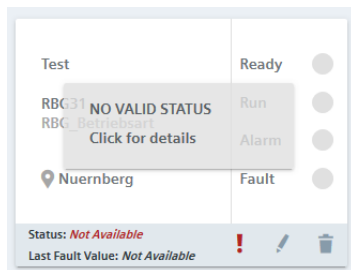 Test
Ready
RBG31
Run
NO VALID STATUS
RBG_Betriebsart
Click for details
Alarm
Nuernberg
Fault
Status: Not Available
Last Fault Value: Not Available